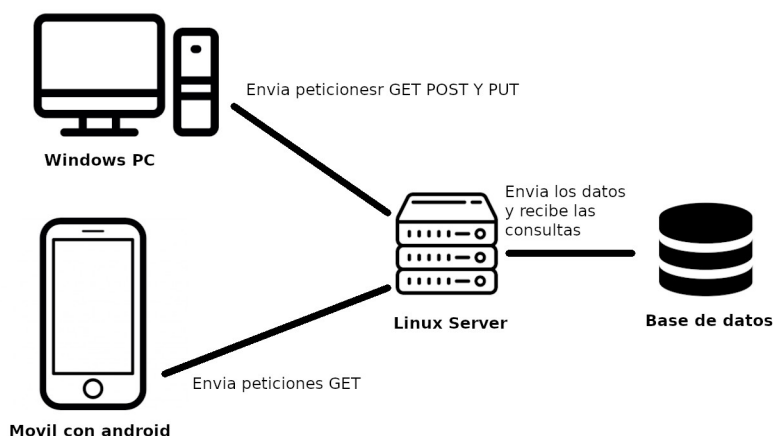 Envia peticionesr GET POST Y PUT
Windows PC
Envia los datos
y recibe las
consultas
Linux Server
Base de datos
Envia peticiones GET
Movil con android